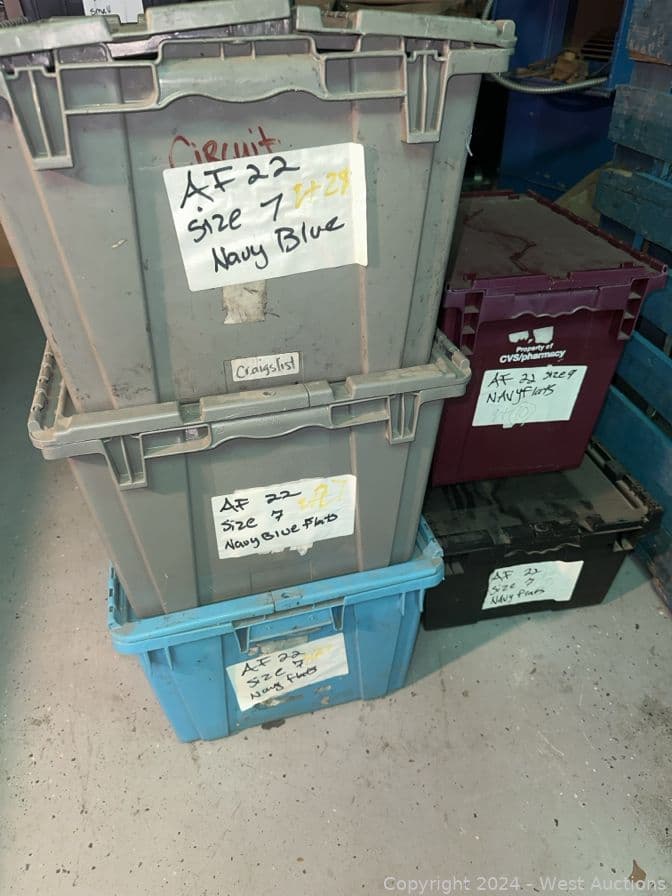 small
Circuit
AF 22
size 7
Navy Blue
Craigslist
AF 22
size 7
Navy Blue Flats
AF 22
size 7
Navy Flats
Property of
CVS/pharmacy
AF 22 size 9
NAVY Flats
AF 22
size 7
NAVY Flats
Copyright 2024 - West Auctions